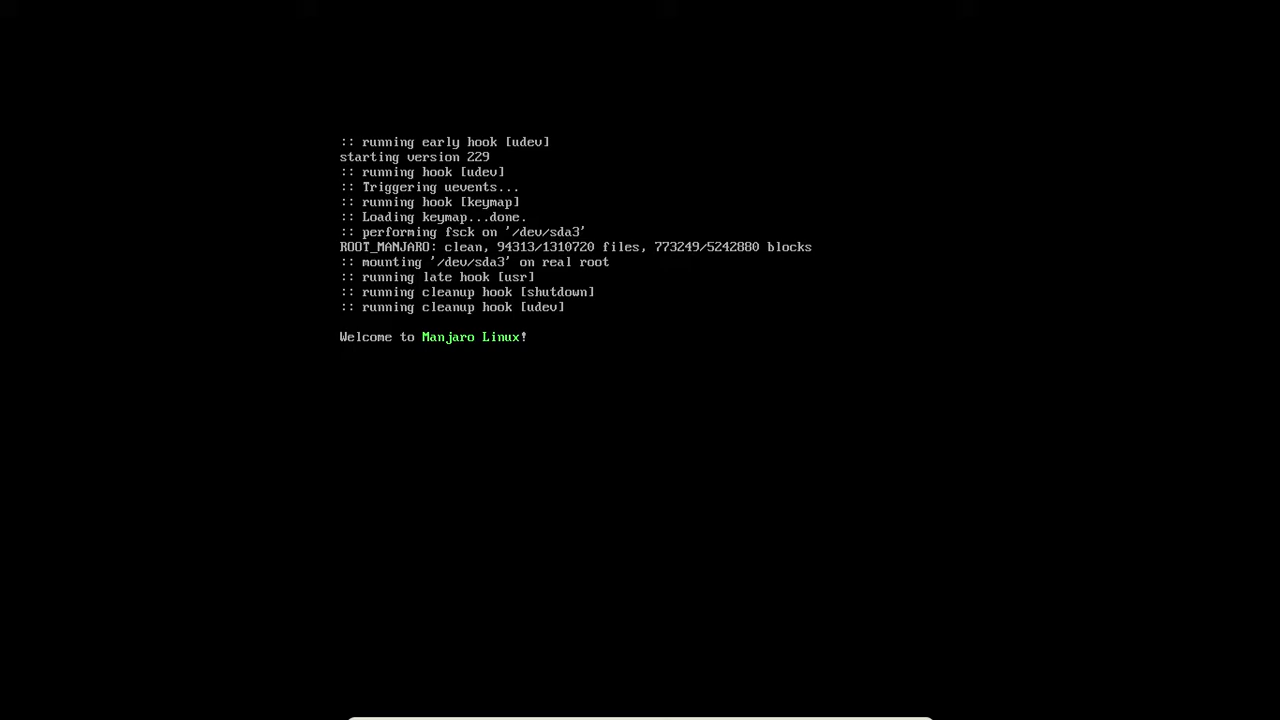 :: running early hook [udev]
starting version 229
:: running hook [udev]
:: Triggering uevents...
:: running hook [keymap]
:: Loading keymap...done.
:: performing fsck on '/dev/sda3'
ROOT_MANJARO: clean, 94313/1310720 files, 773249/5242880 blocks
:: mounting '/dev/sda3' on real root
:: running late hook [usr]
:: running cleanup hook [shutdown]
:: running cleanup hook [udev]
Welcome to Manjaro Linux!